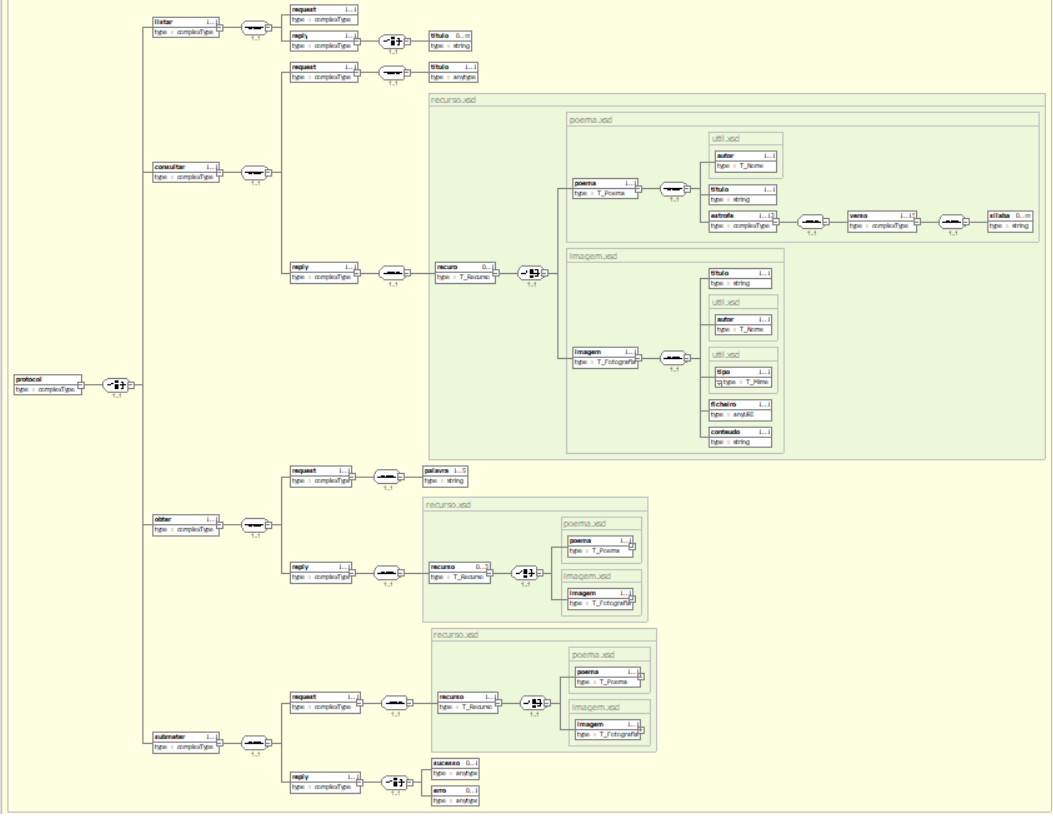 request 1..1
type : complexType
listar 1..1
type : complexType
1..1
reply 1..1
type : complexType
1..1
titulo 0..∞
type : string
request 1..1
type : complexType
1..1
titulo 1..1
type : anytype
recurso.xsd
poema.xsd
util.xsd
autor 1..1
type : T_Nome
consultar 1..1
type : complexType
1..1
poema 1..1
type : T_Poema
1..1
titulo 1..1
type : string
estrofe
type : complexType
1..1
verso
type : complexType
1..1
silaba 0..∞
type : string
imagem.xsd
reply 1..1
type : complexType
1..1
recuro 0..1
type : T_Recurso
1..1
titulo 1..1
type : string
util.xsd
autor 1..1
type : T_Nome
imagem 1..1
type : T_Fotografia
1..1
util.xsd
tipo 1..1
type : T_Mime
ficheiro 1..1
type : anyURI
conteudo 1..1
type : string
protocol
type : complexType
1..1
request 1..1
type : complexType
1..1
palavra 1..5
type : string
recurso.xsd
obter 1..1
type : complexType
1..1
poema.xsd
poema 1..1
type : T_Poema
reply 1..1
type : complexType
1..1
recurso
type : T_Recurso
1..1
imagem.xsd
imagem 1..1
type : T_Fotografia
recurso.xsd
poema.xsd
poema 1..1
type : T_Poema
request 1..1
type : complexType
1..1
recurso 1..1
type : T_Recurso
1..1
imagem.xsd
imagem 1..1
type : T_Fotografia
submeter 1..1
type : complexType
1..1
sucesso 0..1
type : anytype
reply 1..1
type : complexType
1..1
erro 0..1
type : anytype